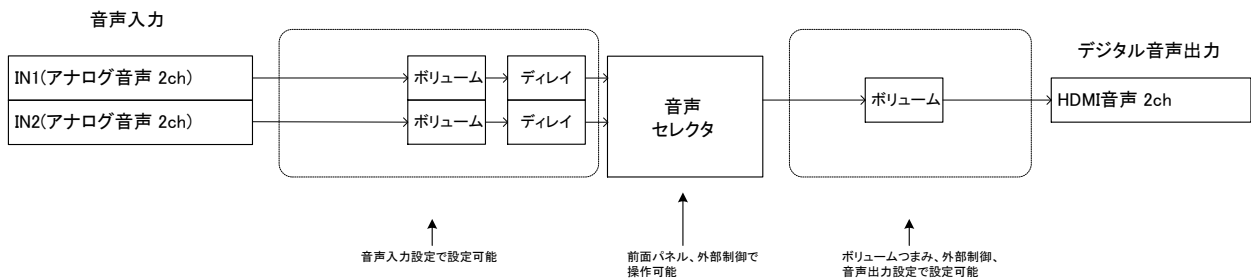 音声入力
デジタル音声出力
IN1(アナログ音声 2ch)
ボリューム
ディレイ
IN2(アナログ音声 2ch)
ボリューム
ディレイ
音声
セレクタ
ボリューム
HDMI音声 2ch
音声入力設定で設定可能
前面パネル、外部制御で
操作可能
ボリュームつまみ、外部制御、
音声出力設定で設定可能